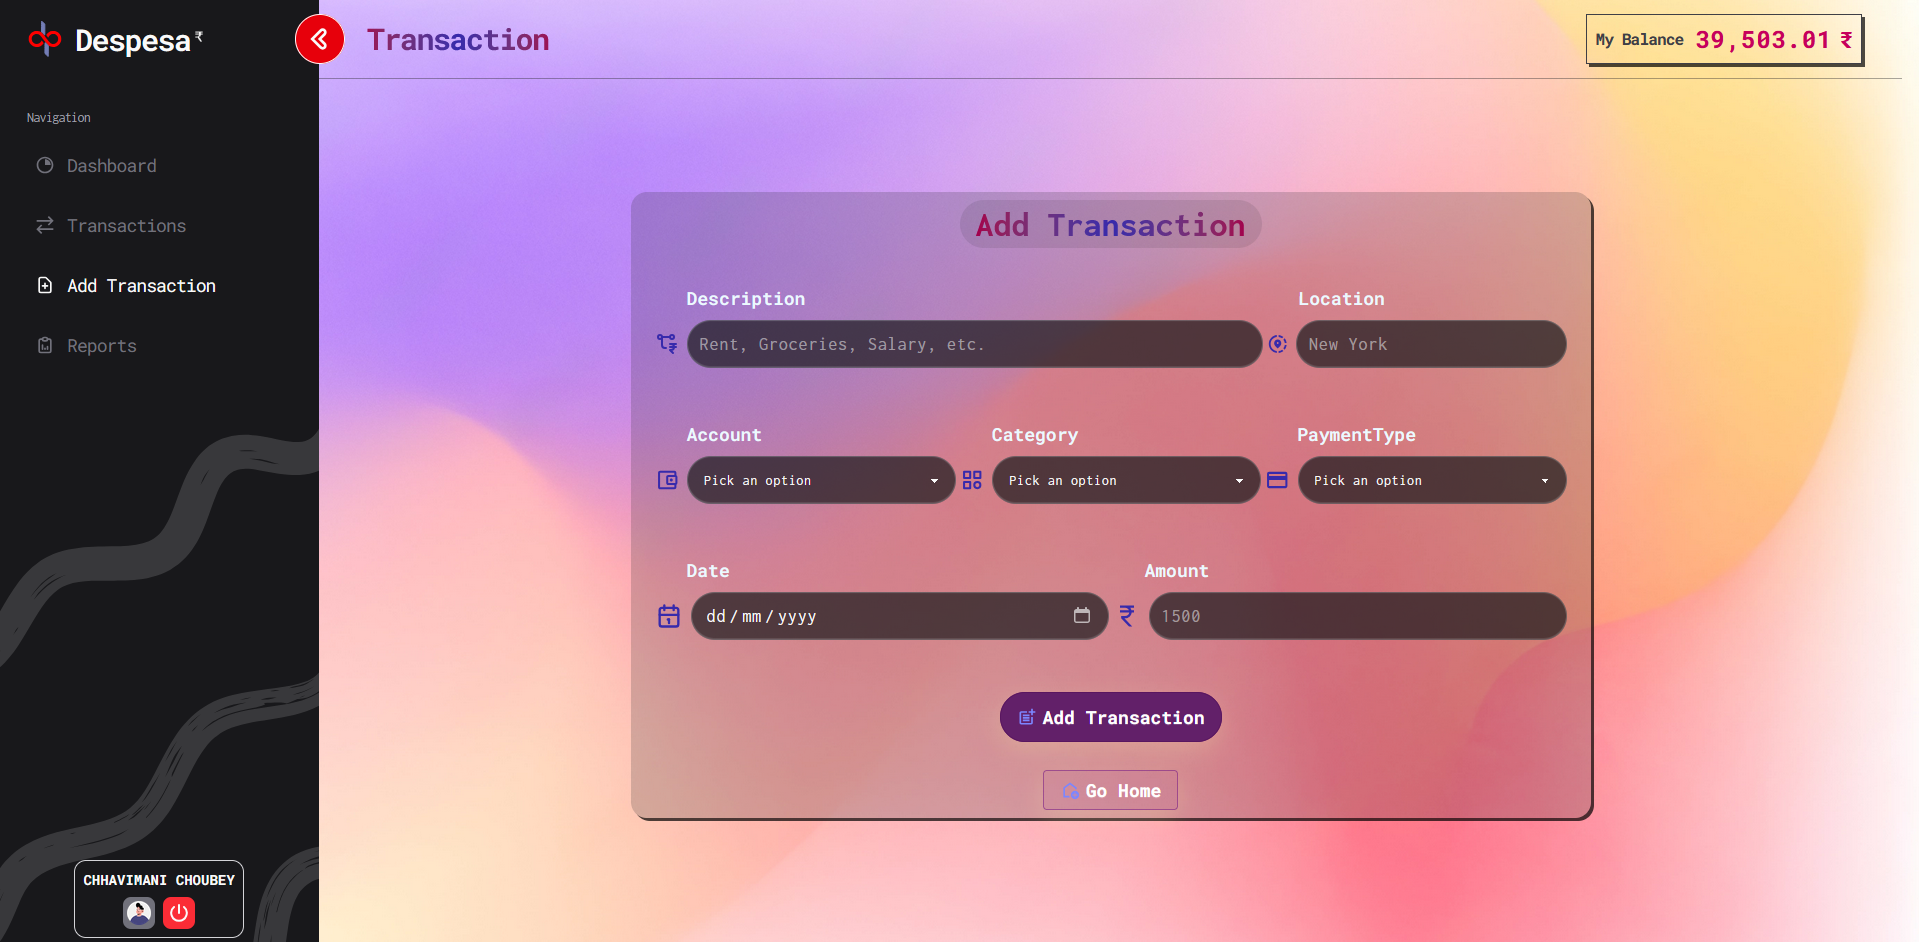 Despesa₹
Navigation
Dashboard
Transactions
Add Transaction
Reports
CHHAVIMANI CHOUBEY
Transaction
My Balance 39,503.01 ₹
Add Transaction
Description Location
Rent, Groceries, Salary, etc. New York
Account Category PaymentType
Pick an option Pick an option Pick an option
Date Amount
dd/mm/yyyy ₹ 1500
Add Transaction
Go Home